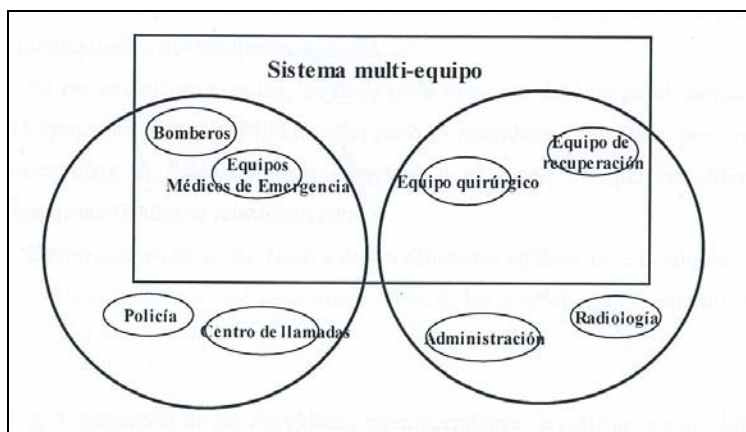 Sistema multi-equipo
Bomberos
Equipos
Médicos de Emergencia
Equipo quirúrgico
Equipo de
recuperación
Policía
Centro de llamadas
Administración
Radiología